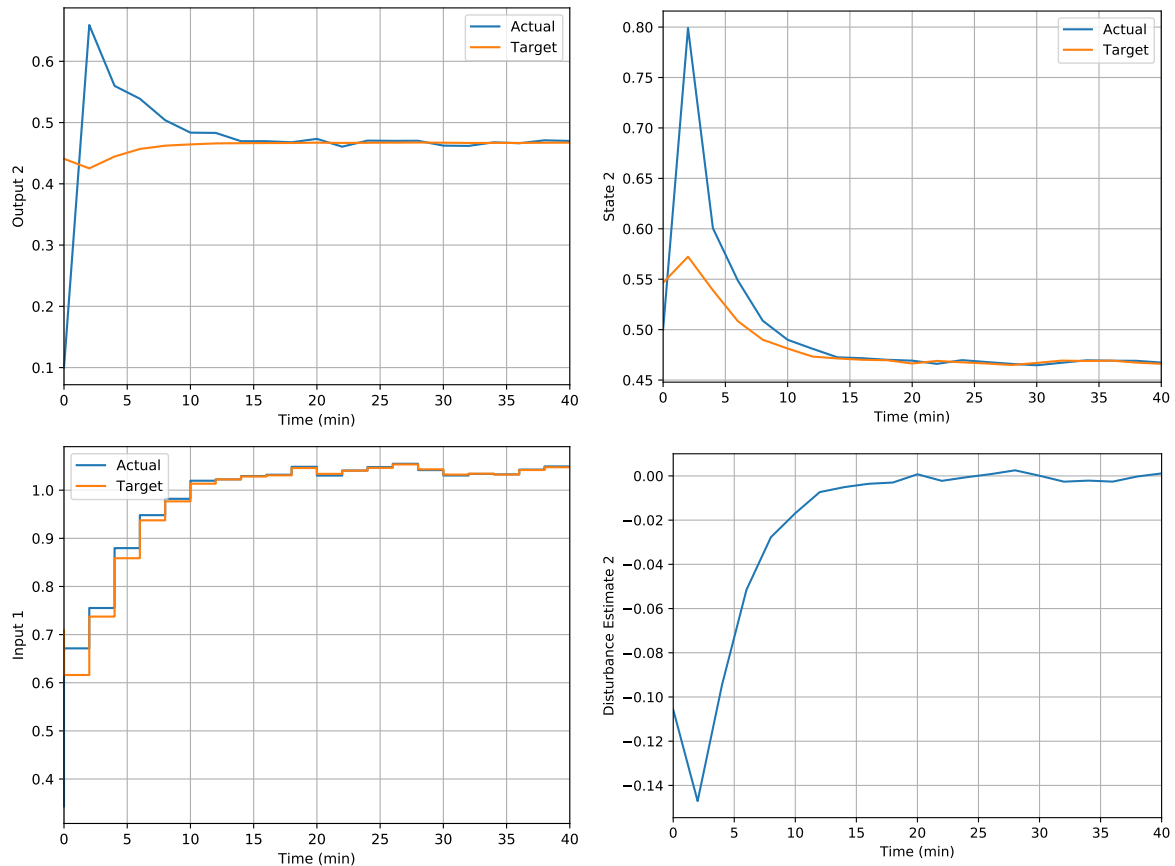 0.6
0.5
0.4
0.3
0.2
0.1
Output 2
Actual
Target
0 5 10 15 20 25 30 35 40
Time (min)
0.80
0.75
0.70
0.65
0.60
0.55
0.50
0.45
State 2
Actual
Target
0 5 10 15 20 25 30 35 40
Time (min)
1.0
0.9
0.8
0.7
0.6
0.5
0.4
Input 1
Actual
Target
0 5 10 15 20 25 30 35 40
Time (min)
0.00
−0.02
−0.04
−0.06
−0.08
−0.10
−0.12
−0.14
Disturbance Estimate 2
0 5 10 15 20 25 30 35 40
Time (min)